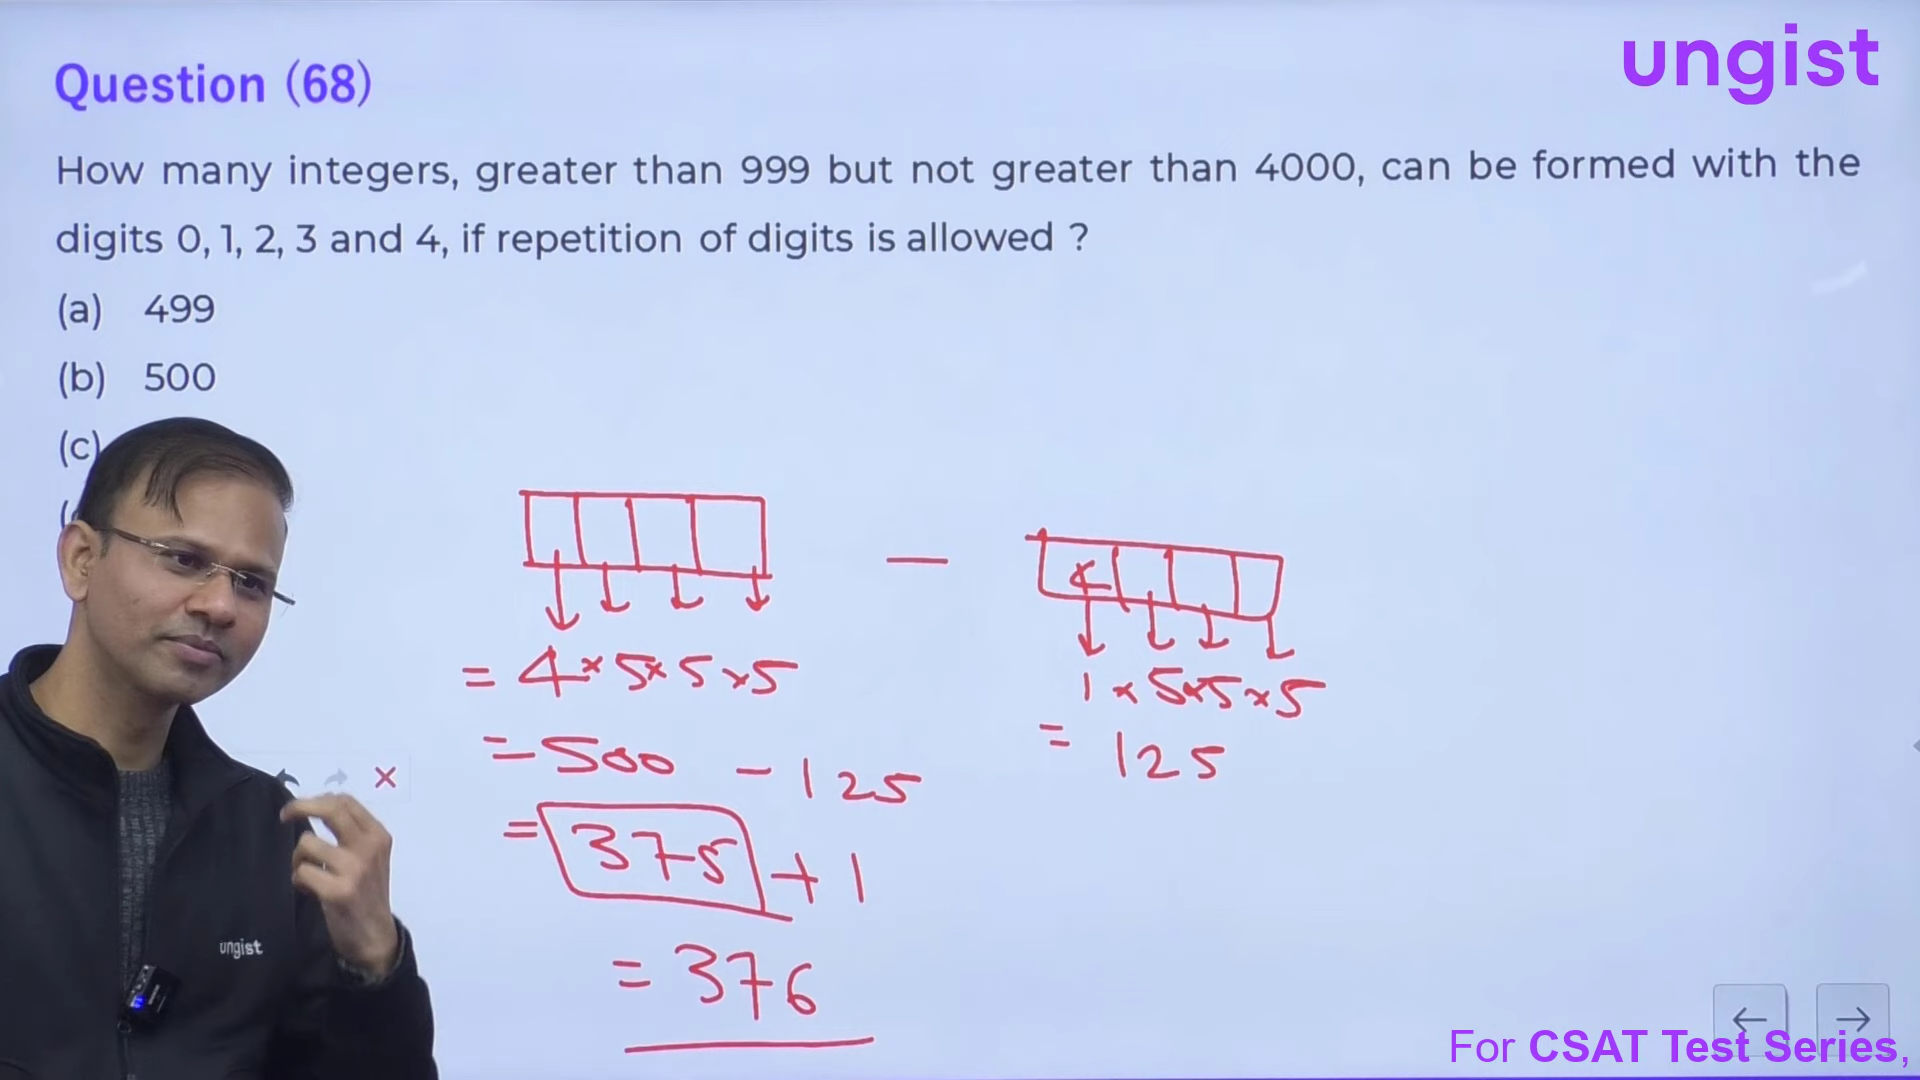 ungist
Question (68)
How many integers, greater than 999 but not greater than 4000, can be formed with the
digits 0, 1, 2, 3 and 4, if repetition of digits is allowed ?
(a) 499
(b) 500
(c)
−
= 4 × 5 × 5 × 5
1 × 5 × 5 × 5
= 500 − 125
= 125
= 375 + 1
= 376
ungist
For CSAT Test Series,